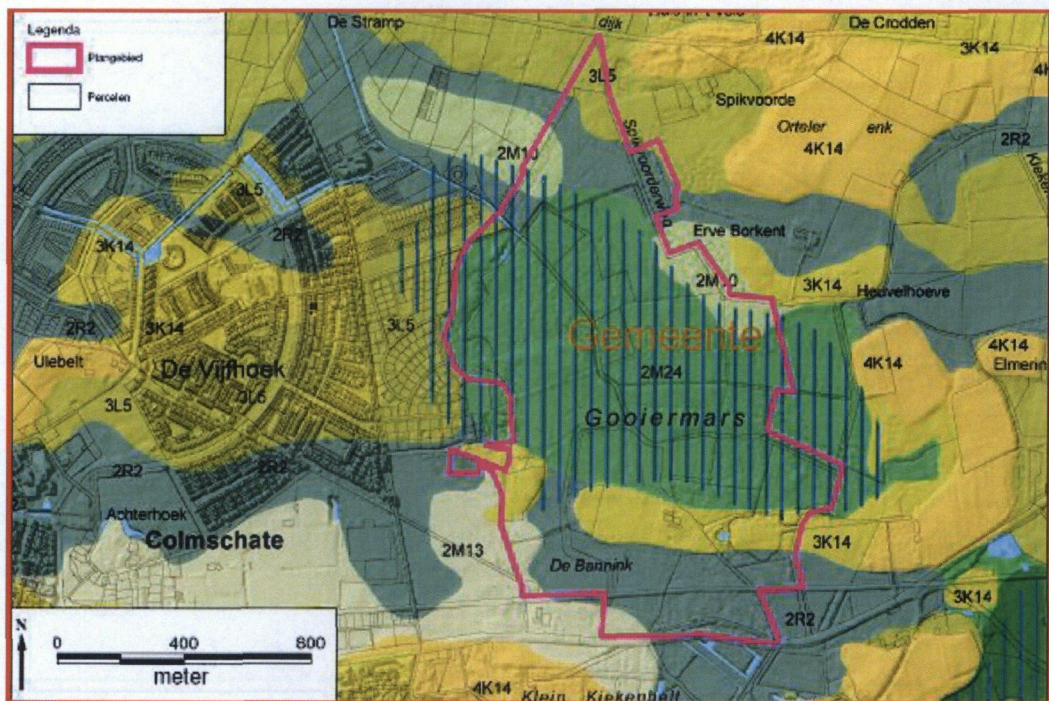 Legenda
Plangebied
Percelen
De Stramp
dijk
De Crodden
4K14
3K14
3L5
Spikvoorde
Orteler enk
4K14
2R2
2M10
Spikvoorderweg
3L5
2R2
3K14
Erve Borkent
2M10
3K14
Heuvelhoeve
2R2
3K14
3L5
Gemeente
4K14
4K14
Ulebelt
De Vijfhoek
2M24
Elmerin
3L5
3L5
Gooiermars
2R2
2R2
Achterhoek
Colmschate
2M13
3K14
De Bannink
3K14
2R2
N
0 400 800
meter
4K14
Klein Kiekenbelt